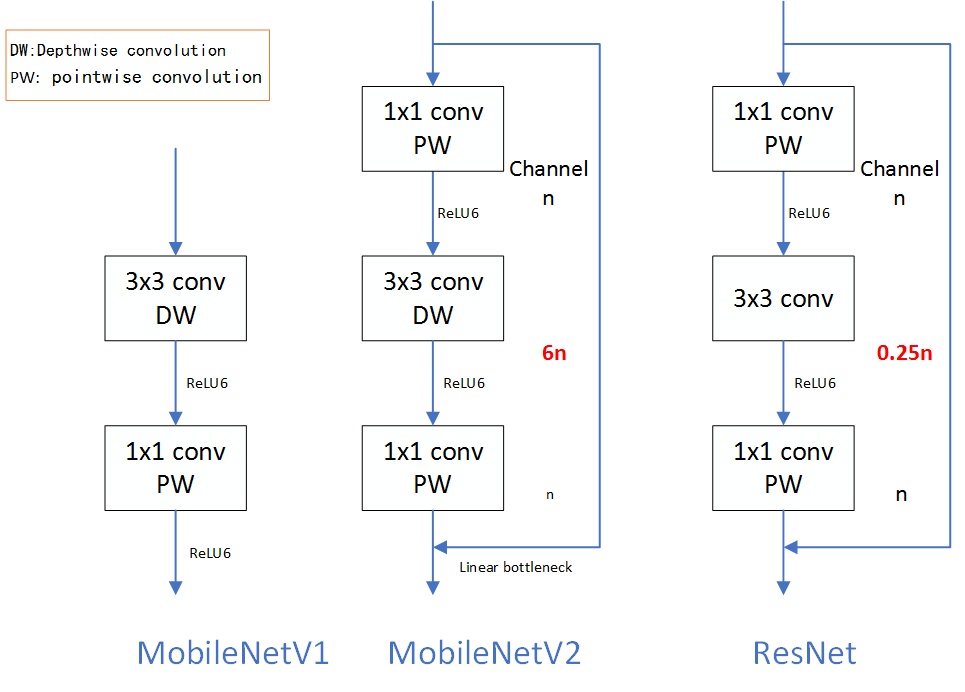 DW:Depthwise convolution
PW: pointwise convolution
3x3 conv
DW
ReLU6
1x1 conv
PW
ReLU6
MobileNetV1
1x1 conv
PW
Channel
n
ReLU6
3x3 conv
DW
6n
ReLU6
1x1 conv
PW
n
Linear bottleneck
MobileNetV2
1x1 conv
PW
Channel
n
ReLU6
3x3 conv
0.25n
ReLU6
1x1 conv
PW
n
ResNet